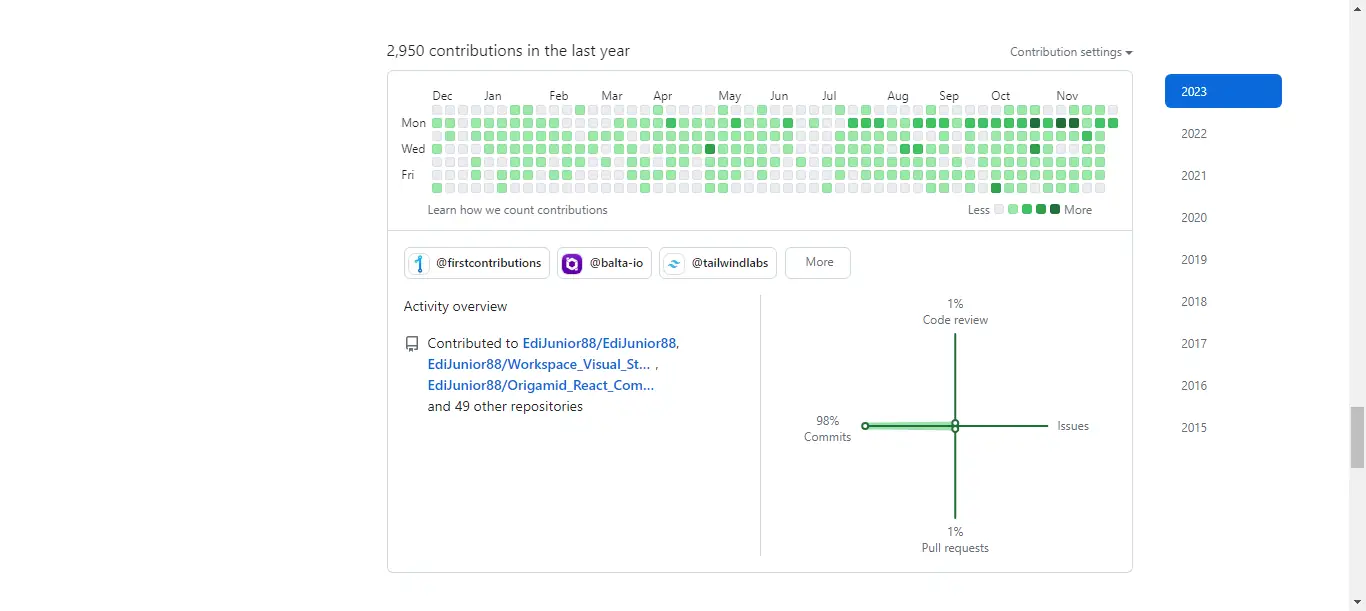 2,950 contributions in the last year
Contribution settings
Dec Jan Feb Mar Apr May Jun Jul Aug Sep Oct Nov
Mon
Wed
Fri
Learn how we count contributions
Less More
@firstcontributions @balta-io @tailwindlabs More
Activity overview
Contributed to EdiJunior88/EdiJunior88,
EdiJunior88/Workspace_Visual_St... ,
EdiJunior88/Origamid_React_Com...
and 49 other repositories
1%
Code review
98%
Commits
Issues
1%
Pull requests
2023
2022
2021
2020
2019
2018
2017
2016
2015